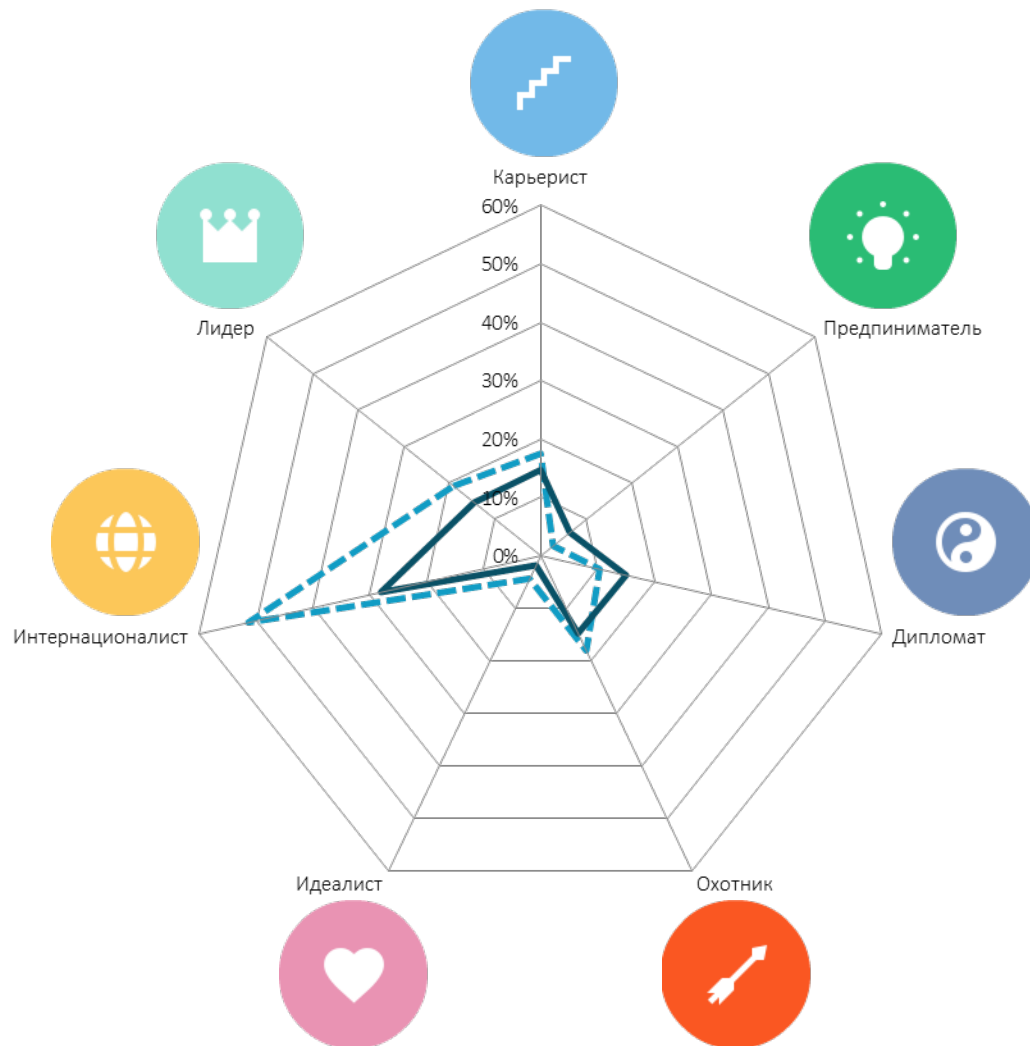 Карьерист
60%
50%
40%
30%
20%
10%
0%
Лидер
Предпиниматель
Интернационалист
Дипломат
Идеалист
Охотник